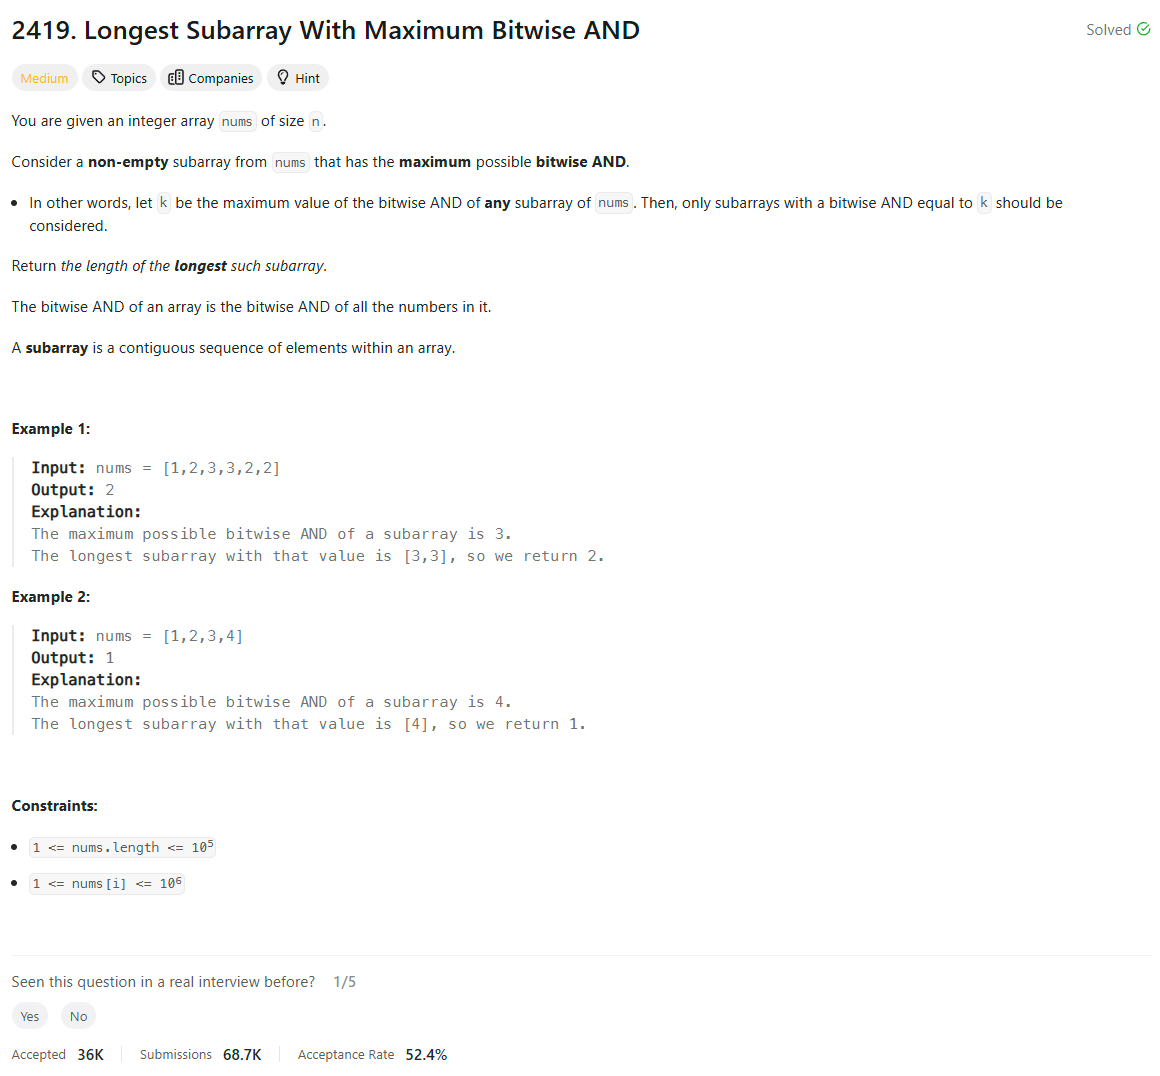 2419. Longest Subarray With Maximum Bitwise AND
Solved
Medium Topics Companies Hint
You are given an integer array nums of size n.
Consider a non-empty subarray from nums that has the maximum possible bitwise AND.
• In other words, let k be the maximum value of the bitwise AND of any subarray of nums. Then, only subarrays with a bitwise AND equal to k should be
considered.
Return the length of the longest such subarray.
The bitwise AND of an array is the bitwise AND of all the numbers in it.
A subarray is a contiguous sequence of elements within an array.
Example 1:
Input: nums = [1,2,3,3,2,2]
Output: 2
Explanation:
The maximum possible bitwise AND of a subarray is 3.
The longest subarray with that value is [3,3], so we return 2.
Example 2:
Input: nums = [1,2,3,4]
Output: 1
Explanation:
The maximum possible bitwise AND of a subarray is 4.
The longest subarray with that value is [4], so we return 1.
Constraints:
• 1 <= nums.length <= 10⁵
• 1 <= nums[i] <= 10⁶
Seen this question in a real interview before? 1/5
Yes No
Accepted 36K Submissions 68.7K Acceptance Rate 52.4%